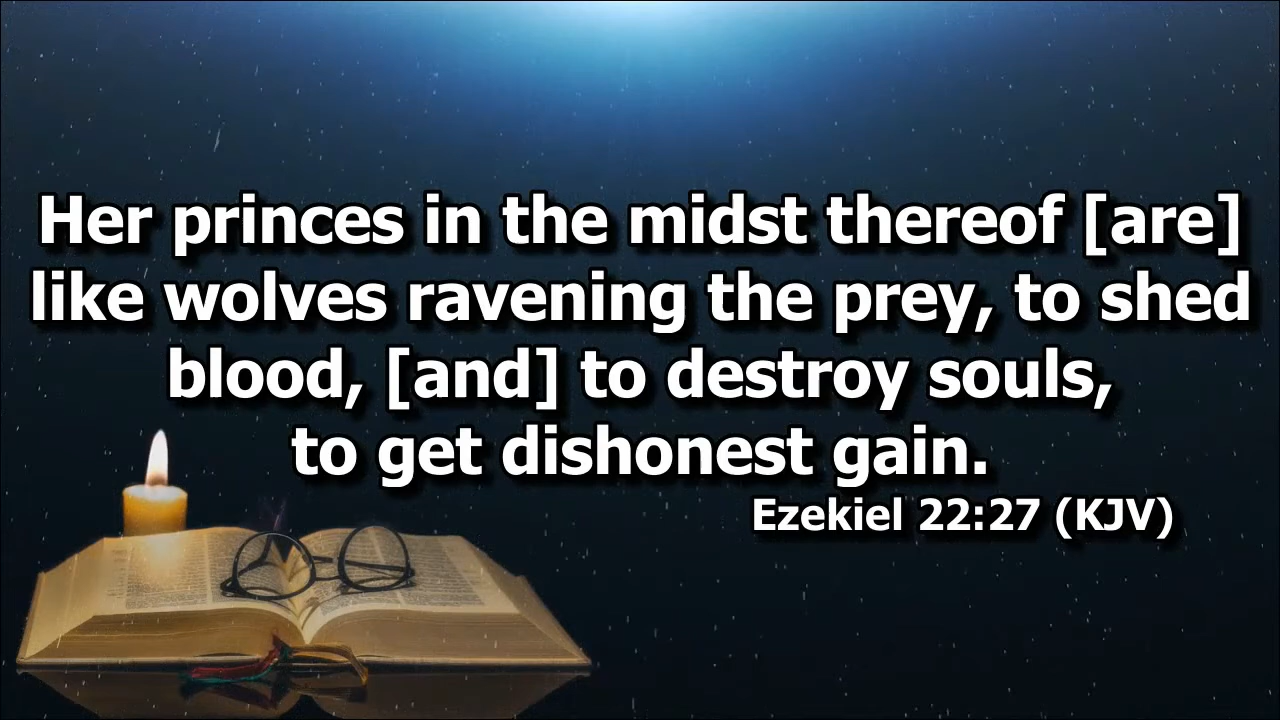 Her princes in the midst thereof [are]
like wolves ravening the prey, to shed
blood, [and] to destroy souls,
to get dishonest gain.
Ezekiel 22:27 (KJV)